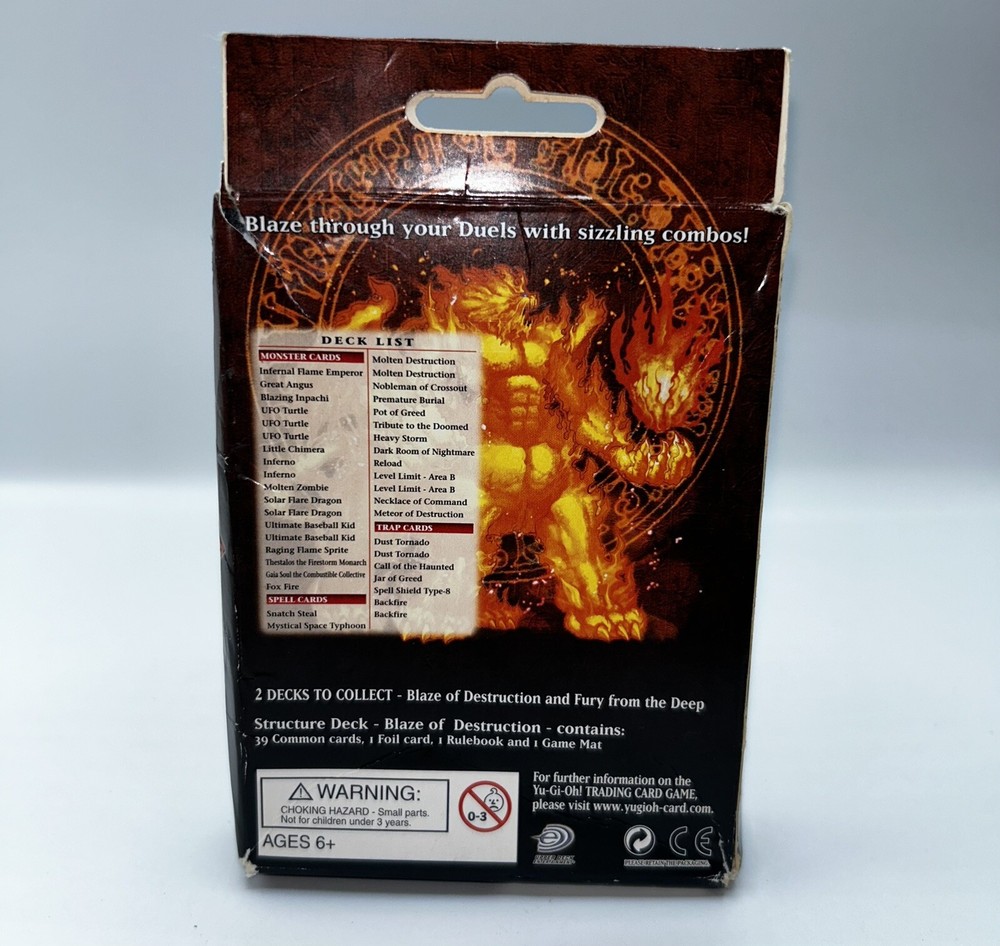 Blaze through your Duels with sizzling combos!
DECK LIST
MONSTER CARDS
Infernal Flame Emperor
Great Angus
Blazing Inpachi
UFO Turtle
UFO Turtle
UFO Turtle
Little Chimera
Inferno
Inferno
Molten Zombie
Solar Flare Dragon
Solar Flare Dragon
Ultimate Baseball Kid
Ultimate Baseball Kid
Raging Flame Sprite
Thestalos the Firestorm Monarch
Gaia Soul the Combustible Collective
Fox Fire
SPELL CARDS
Snatch Steal
Mystical Space Typhoon
Molten Destruction
Molten Destruction
Nobleman of Crossout
Premature Burial
Pot of Greed
Tribute to the Doomed
Heavy Storm
Dark Room of Nightmare
Reload
Level Limit - Area B
Level Limit - Area B
Necklace of Command
Meteor of Destruction
TRAP CARDS
Dust Tornado
Dust Tornado
Call of the Haunted
Jar of Greed
Spell Shield Type-8
Backfire
Backfire
2 DECKS TO COLLECT - Blaze of Destruction and Fury from the Deep
Structure Deck - Blaze of Destruction - contains:
39 Common cards, 1 Foil card, 1 Rulebook and 1 Game Mat
WARNING:
CHOKING HAZARD - Small parts.
Not for children under 3 years.
0-3
AGES 6+
For further information on the
Yu-Gi-Oh! TRADING CARD GAME,
please visit www.yugioh-card.com.
CE
PLEASE RETAIN THE PACKAGING